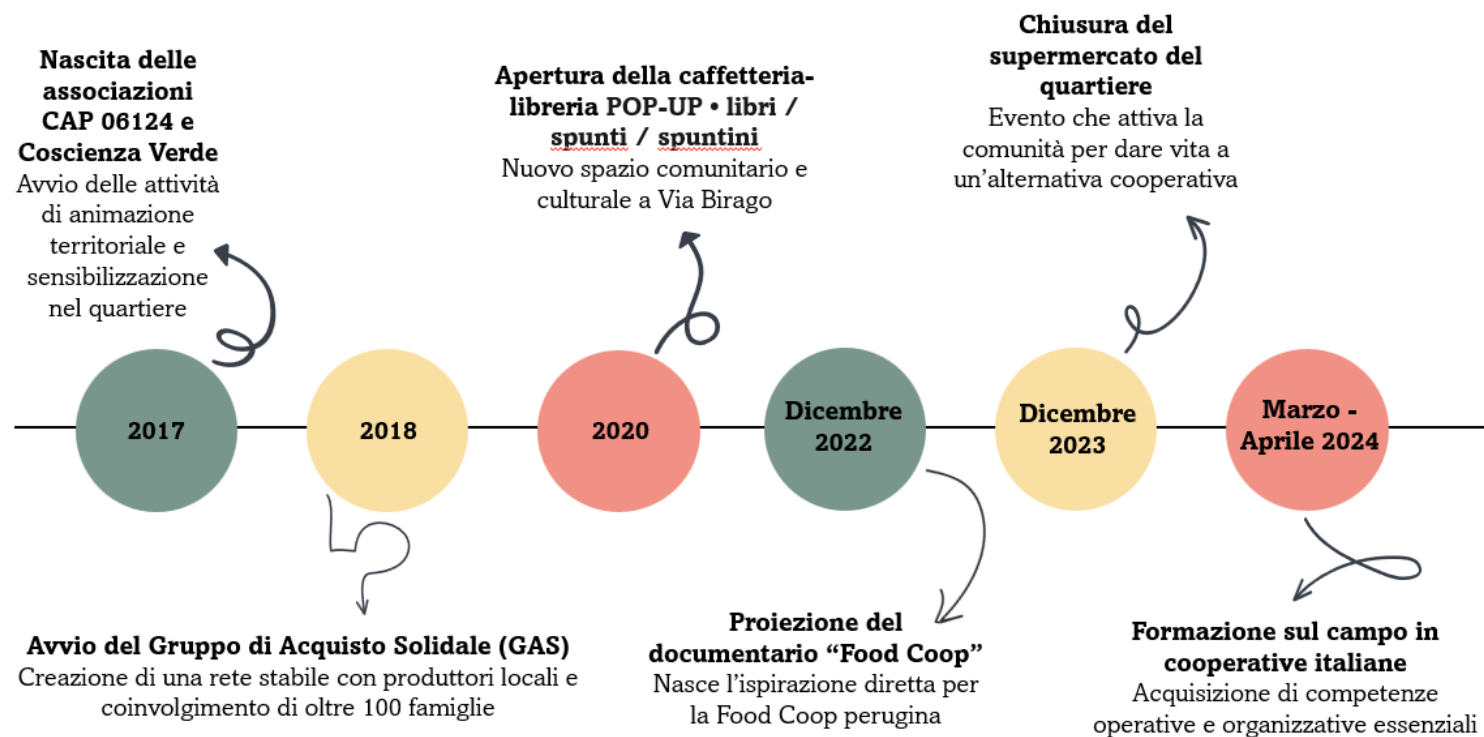 Nascita delle
associazioni
CAP 06124 e
Coscienza Verde
Avvio delle attività
di animazione
territoriale e
sensibilizzazione
nel quartiere
Apertura della caffetteria-
libreria POP-UP • libri /
spunti / spuntini
Nuovo spazio comunitario e
culturale a Via Birago
Chiusura del
supermercato del
quartiere
Evento che attiva la
comunità per dare vita a
un’alternativa cooperativa
2017
2018
2020
Dicembre
2022
Dicembre
2023
Marzo -
Aprile 2024
Avvio del Gruppo di Acquisto Solidale (GAS)
Creazione di una rete stabile con produttori locali e
coinvolgimento di oltre 100 famiglie
Proiezione del
documentario “Food Coop”
Nasce l’ispirazione diretta per
la Food Coop perugina
Formazione sul campo in
cooperative italiane
Acquisizione di competenze
operative e organizzative essenziali